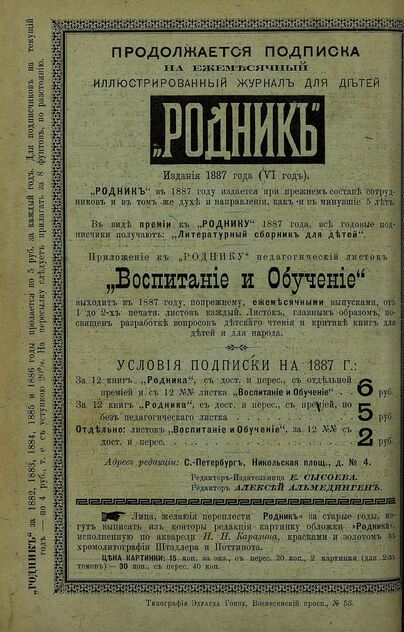 ПРОДОЛЖАЕТСЯ ПОДПИСКА
НА ЕЖЕМѢСЯЧНЫЙ
ИЛЛЮСТРИРОВАННЫЙ ЖУРНАЛЪ ДЛЯ ДѢТЕЙ
„РОДНИКЪ“
Изданія 1887 года (VI годъ).
„РОДНИКЪ“ въ 1887 году издается при прежнемъ составѣ сотруд-
никовъ и въ томъ-же духѣ и направленіи, какъ и въ минувшіе 5 лѣтъ.
Въ видѣ преміи къ „РОДНИКУ“ 1887 года, всѣ годовые под-
писчики получаютъ: „Литературный сборникъ для дѣтей“.
Приложеніе къ „РОДНИКУ“ педагогическій листокъ
„Воспитаніе и Обученіе“
выходитъ въ 1887 году, попрежнему, ежемѣсячными выпусками, отъ
1 до 2-хъ печатн. листовъ каждый. Листокъ, главнымъ образомъ, по-
священъ разработкѣ вопросовъ дѣтскаго чтенія и критикѣ книгъ для
дѣтей и для народа.
УСЛОВІЯ ПОДПИСКИ НА 1887 Г.:
За 12 книгъ „Родника“, съ дост. и перес., съ отдѣльной
преміей и съ 12 №№ листка „Воспитаніе и Обученіе“ . 6 руб.
За 12 книгъ „Родника“, съ дост. и перес., съ преміей, но
безъ педагогическаго листка 5 руб.
Отдѣльно: листокъ „Воспитаніе и Обученіе“, за 12 №№ съ
дост. и перес. 2 руб.
Адресъ редакціи: С.-Петербургъ, Никольская площ., д. № 4.
Редакторъ-Издательница Е. СЫСОЕВА.
Редакторъ АЛЕКСѢЙ АЛЬМЕДИНГЕНЪ.
Лица, желавшія переплести „Родникъ“ за старые годы, мо-
гутъ выписать изъ конторы редакціи картинку обложки „Родника“,
исполненную по акварели Н. Н. Каразина, красками и золотомъ въ
хромолитографіи Штадлера и Поттинота.
ЦѢНА КАРТИНКИ: 15 коп. за экз., съ перес. 20 коп., 2 картинки (для 2-хъ
томовъ) — 30 коп., съ перес. 40 коп.
Типографія Эдуарда Гоппе, Вознесенскій просп., № 53.
„РОДНИКЪ“ за 1882, 1883, 1884, 1885 и 1886 годы продается по 5 руб. за каждый годъ. Для подписчиковъ на текущій
годъ — по 4 руб., т. е. съ уступкою 20%. На пересылку слѣдуетъ прилагать за 8 фунтовъ, по разстоянію.